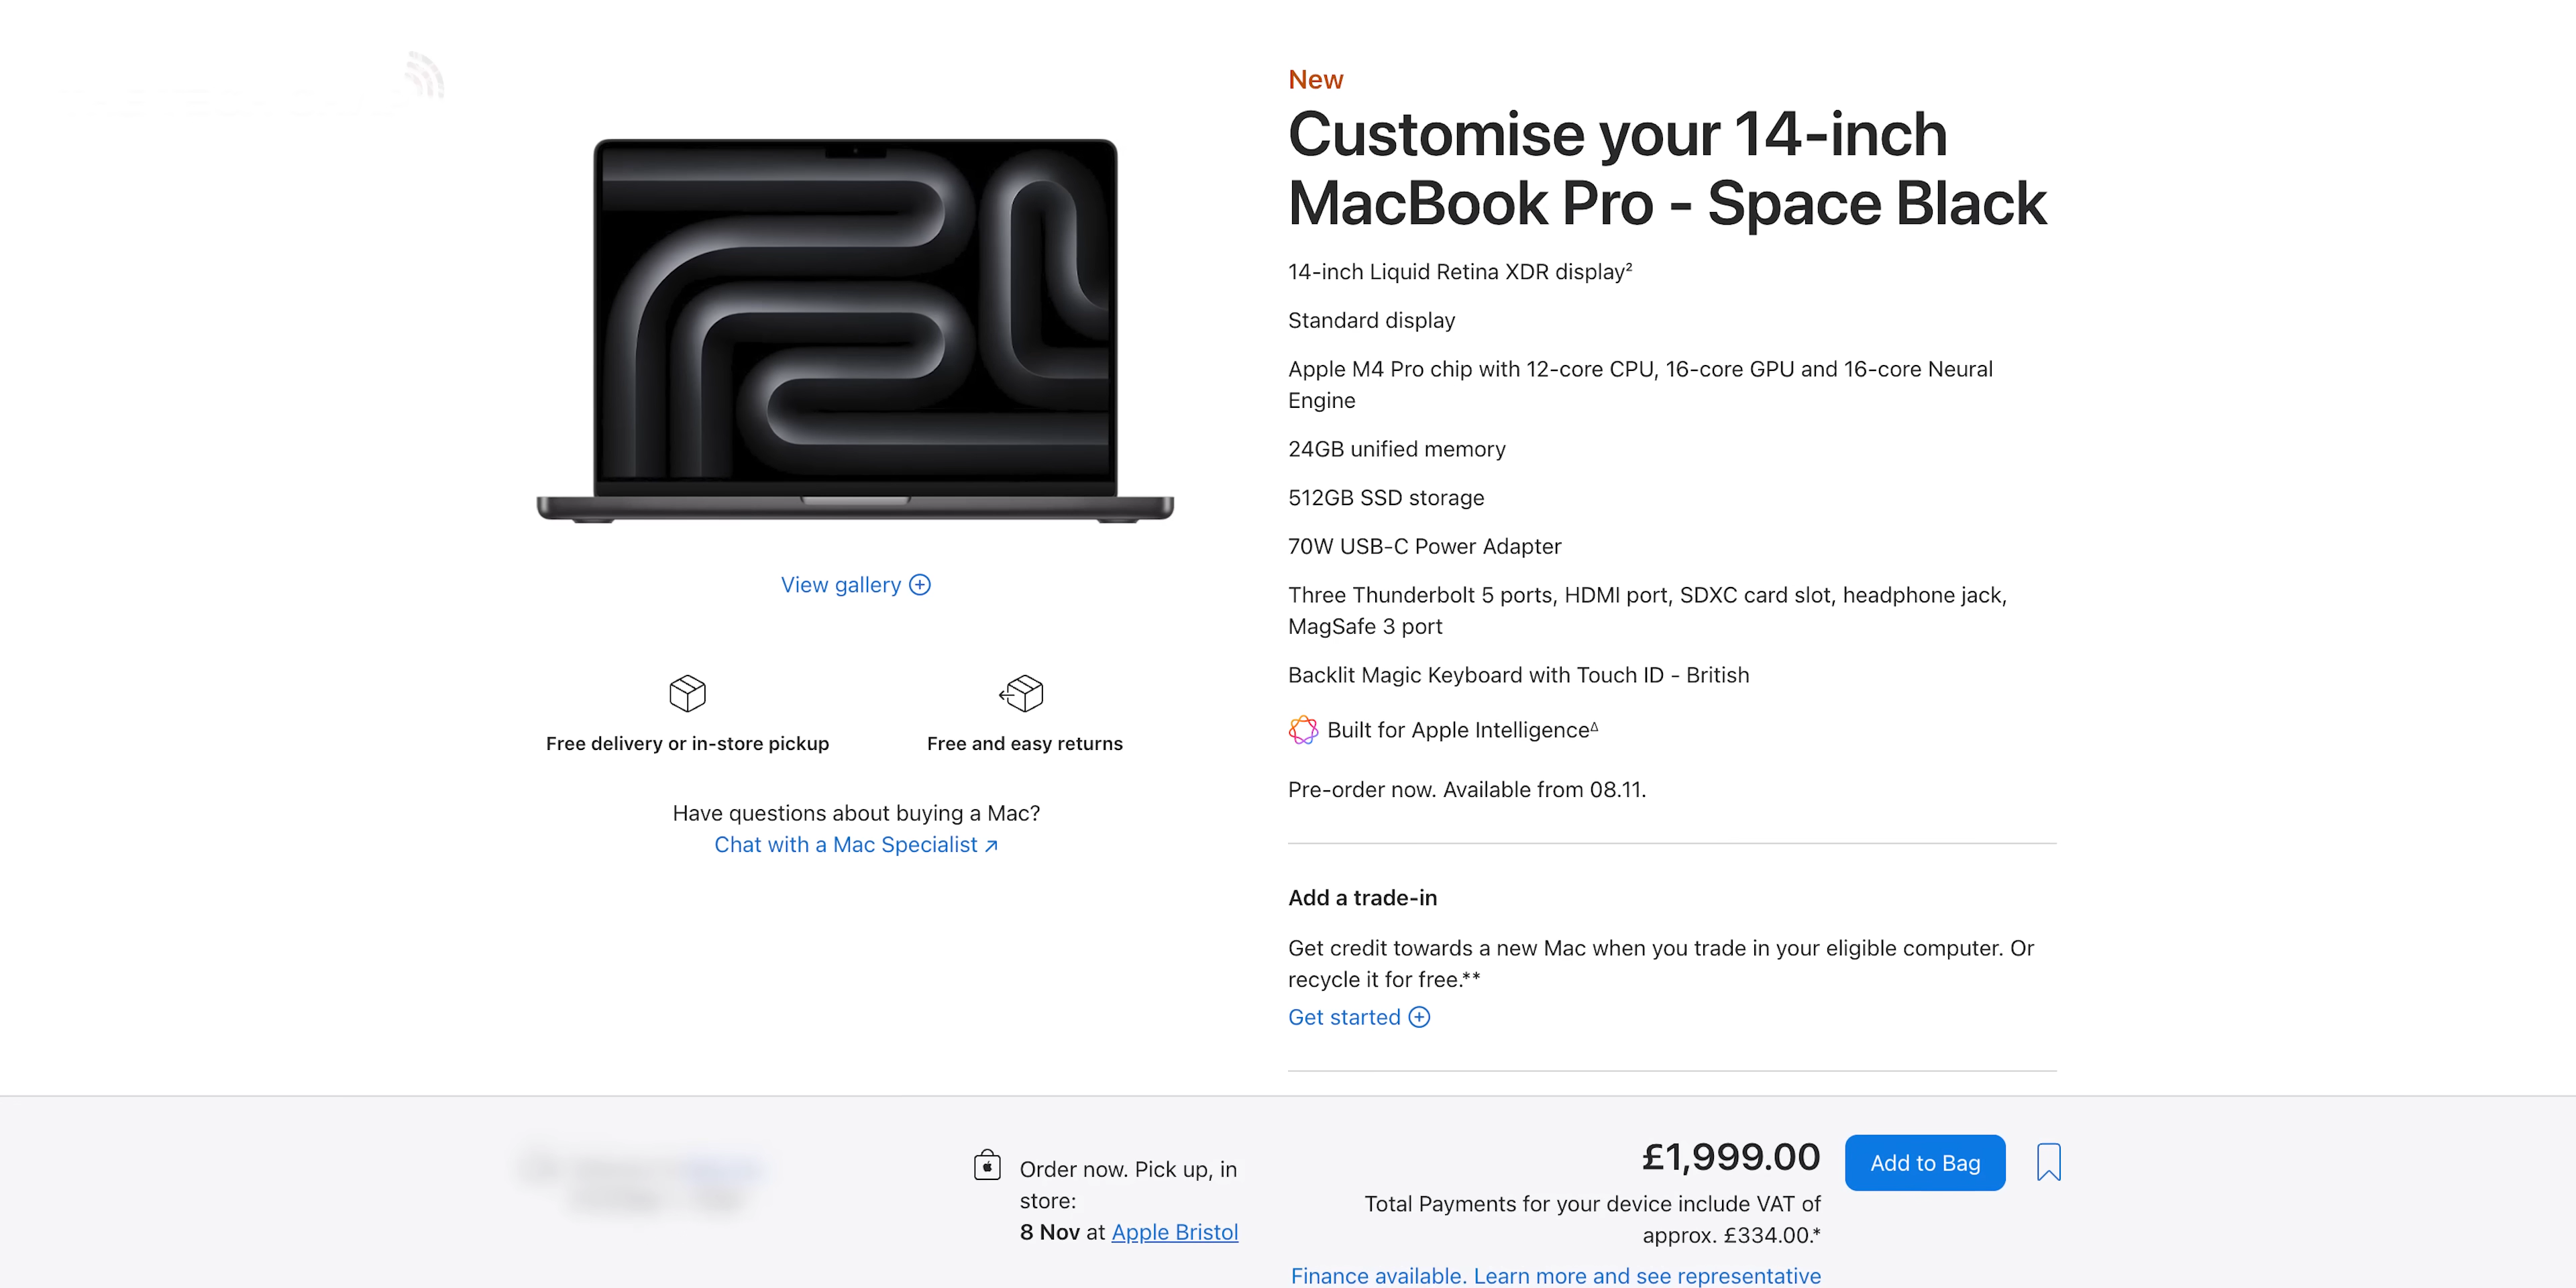 New
Customise your 14-inch
MacBook Pro - Space Black
14-inch Liquid Retina XDR display²
Standard display
Apple M4 Pro chip with 12-core CPU, 16-core GPU and 16-core Neural
Engine
24GB unified memory
512GB SSD storage
70W USB-C Power Adapter
Three Thunderbolt 5 ports, HDMI port, SDXC card slot, headphone jack,
MagSafe 3 port
Backlit Magic Keyboard with Touch ID - British
Built for Apple Intelligence∆
Pre-order now. Available from 08.11.
View gallery
Free delivery or in-store pickup
Free and easy returns
Have questions about buying a Mac?
Chat with a Mac Specialist ↗
Add a trade-in
Get credit towards a new Mac when you trade in your eligible computer. Or
recycle it for free.**
Get started
Order now. Pick up, in
store:
8 Nov at Apple Bristol
£1,999.00
Total Payments for your device include VAT of
approx. £334.00.*
Finance available. Learn more and see representative
Add to Bag